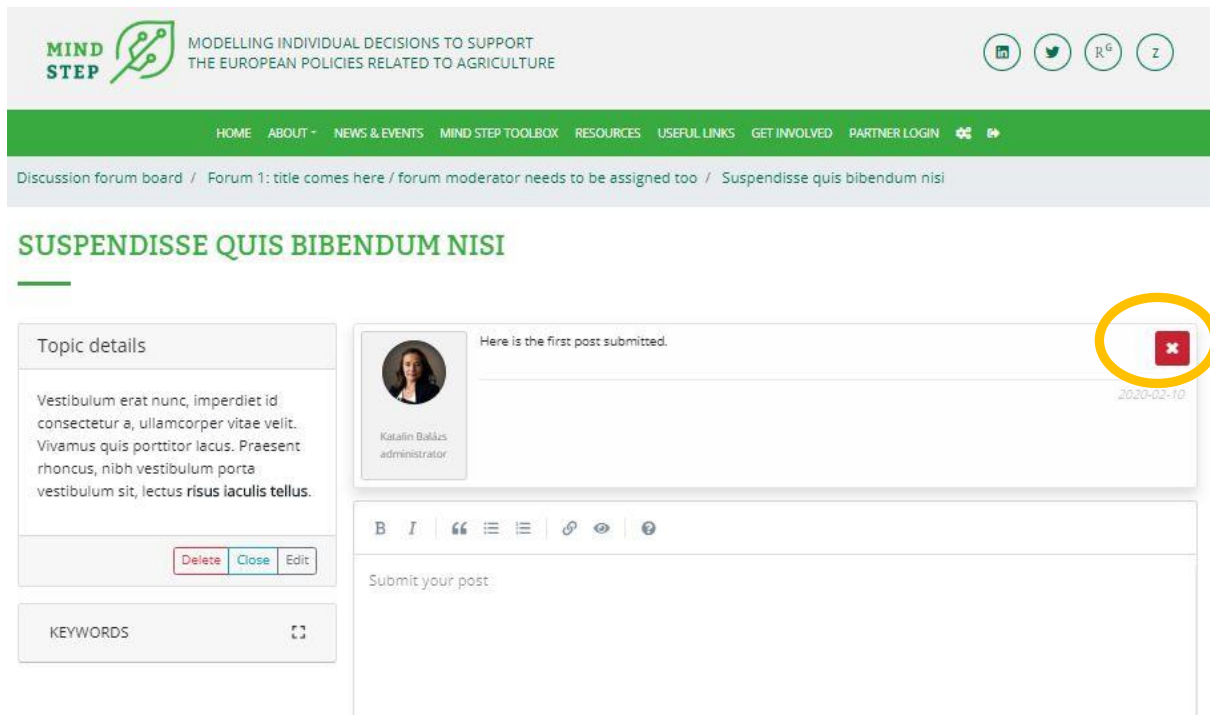 MIND
STEP
MODELLING INDIVIDUAL DECISIONS TO SUPPORT
THE EUROPEAN POLICIES RELATED TO AGRICULTURE
RG Z
HOME ABOUT NEWS & EVENTS MIND STEP TOOLBOX RESOURCES USEFUL LINKS GET INVOLVED PARTNER LOGIN
Discussion forum board / Forum 1: title comes here / forum moderator needs to be assigned too / Suspendisse quis bibendum nisi
SUSPENDISSE QUIS BIBENDUM NISI
Topic details
Vestibulum erat nunc, imperdiet id
consectetur a, ullamcorper vitae velit.
Vivamus quis porttitor lacus. Praesent
rhoncus, nibh vestibulum porta
vestibulum sit, lectus risus iaculis tellus.
Delete Close Edit
KEYWORDS
Here is the first post submitted.
2020-02-10
Katalin Balázs
administrator
B I
Submit your post